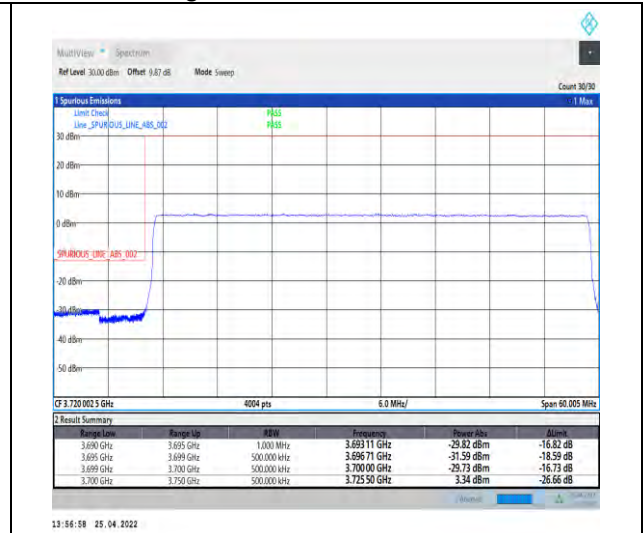 MultiView Spectrum
Ref Level 30.00 dBm Offset 9.87 dB Mode Sweep
Count 30/30
1 Spurious Emissions 1 Max
Limit Check PASS
Line _SPURIOUS_LINE_ABS_002 PASS
30 dBm
20 dBm
10 dBm
0 dBm
_SPURIOUS_LINE_ABS_002
-20 dBm
-30 dBm
-40 dBm
-50 dBm
CF 3.720 002 5 GHz 4004 pts 6.0 MHz/ Span 60.005 MHz
2 Result Summary
Range Low Range Up RBW Frequency Power Abs ΔLimit
3.690 GHz 3.695 GHz 1.000 MHz 3.693 11 GHz -29.82 dBm -16.82 dB
3.695 GHz 3.699 GHz 500.000 kHz 3.696 71 GHz -31.59 dBm -18.59 dB
3.699 GHz 3.700 GHz 500.000 kHz 3.700 00 GHz -29.73 dBm -16.73 dB
3.700 GHz 3.750 GHz 500.000 kHz 3.725 50 GHz 3.34 dBm -26.66 dB
13:56:58 25.04.2022